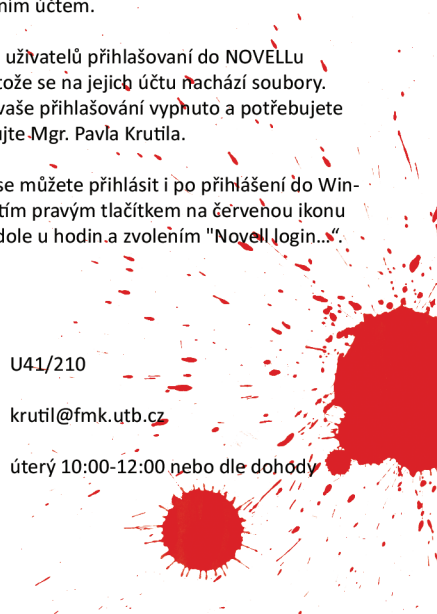 ním účtem.
uživatelů přihlašovaní do NOVELLu
tože se na jejich účtu nachází soubory.
vaše přihlašování vypnuto a potřebujete
ujte Mgr. Pavla Krutila.
se můžete přihlásit i po přihlášení do Win-
tím pravým tlačítkem na červenou ikonu
dole u hodin a zvolením "Novell login...“.
U41/210
krutil@fmk.utb.cz
úterý 10:00-12:00 nebo dle dohody